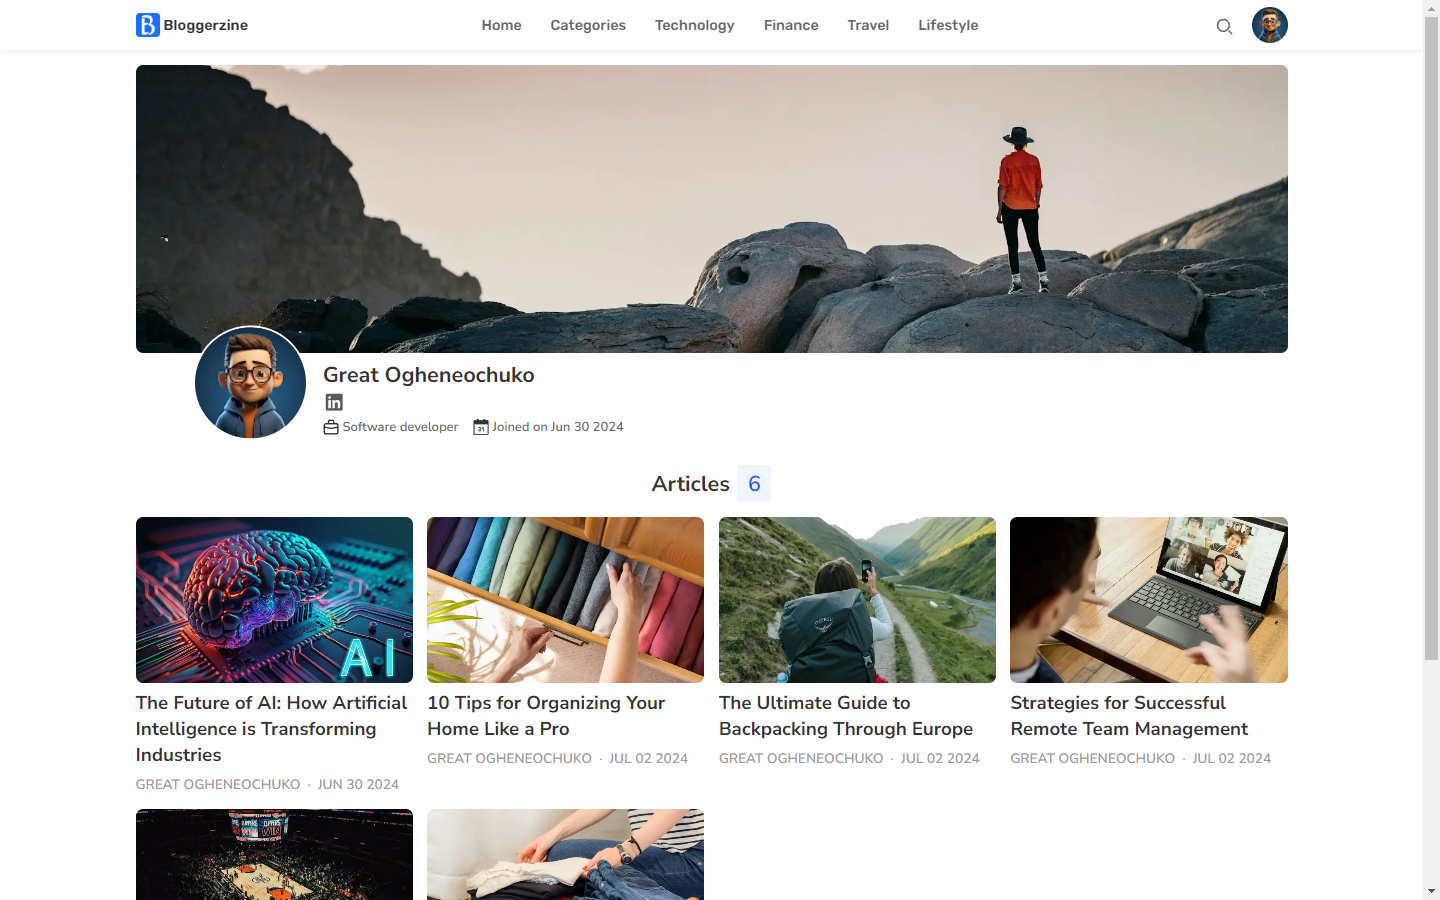 Bloggerzine
Home Categories Technology Finance Travel Lifestyle
Great Ogheneochuko
in
Software developer
31
Joined on Jun 30 2024
Articles 6
AI
The Future of AI: How Artificial
Intelligence is Transforming
Industries
GREAT OGHENEOCHUKO · JUN 30 2024
10 Tips for Organizing Your
Home Like a Pro
GREAT OGHENEOCHUKO · JUL 02 2024
The Ultimate Guide to
Backpacking Through Europe
GREAT OGHENEOCHUKO · JUL 02 2024
Strategies for Successful
Remote Team Management
GREAT OGHENEOCHUKO · JUL 02 2024